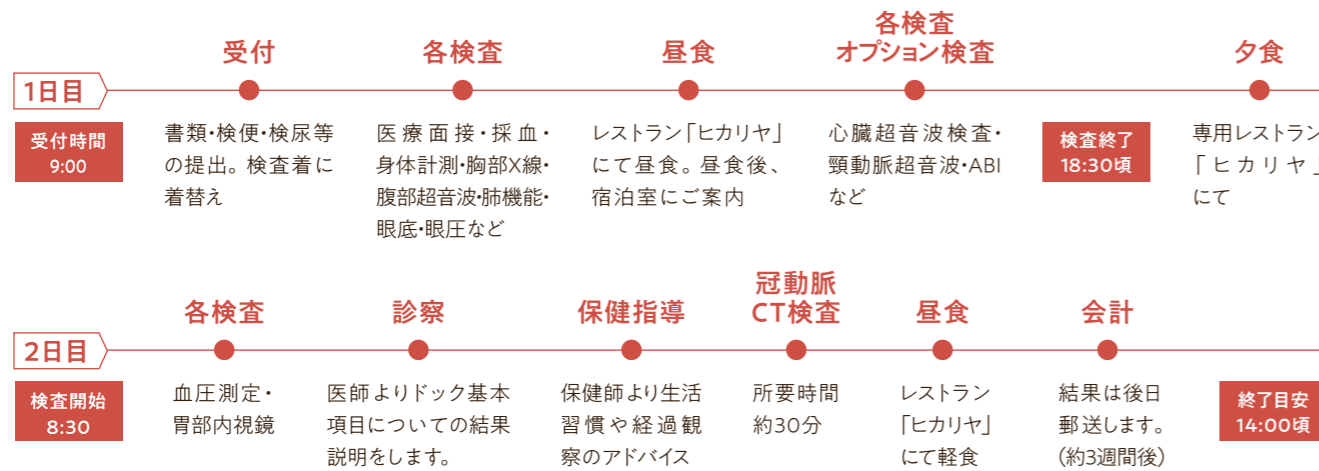 1日目
受付時間
9:00
受付
書類・検便・検尿等
の提出。検査着に
着替え
各検査
医療面接・採血・
身体計測・胸部X線・
腹部超音波・肺機能・
眼底・眼圧など
昼食
レストラン「ヒカリヤ」
にて昼食。昼食後、
宿泊室にご案内
各検査
オプション検査
心臓超音波検査・
頸動脈超音波・ABI
など
検査終了
18:30頃
夕食
専用レストラン
「ヒカリヤ」
にて
2日目
検査開始
8:30
各検査
血圧測定・
胃部内視鏡
診察
医師よりドック基本
項目についての結果
説明をします。
保健指導
保健師より生活
習慣や経過観
察のアドバイス
冠動脈
CT検査
所要時間
約30分
昼食
レストラン
「ヒカリヤ」
にて軽食
会計
結果は後日
郵送します。
(約3週間後)
終了目安
14:00頃